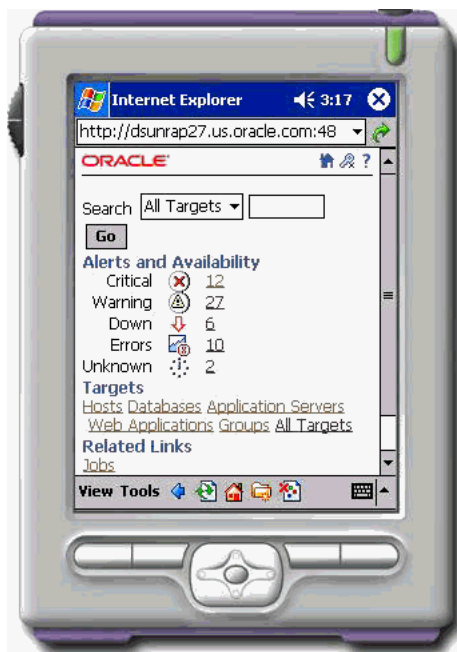 Internet Explorer 3:17
http://dsunrap27.us.oracle.com:48
ORACLE ?
Search All Targets
Go
Alerts and Availability
Critical 12
Warning 27
Down 6
Errors 10
Unknown 2
Targets
Hosts Databases Application Servers
Web Applications Groups All Targets
Related Links
Jobs
View Tools